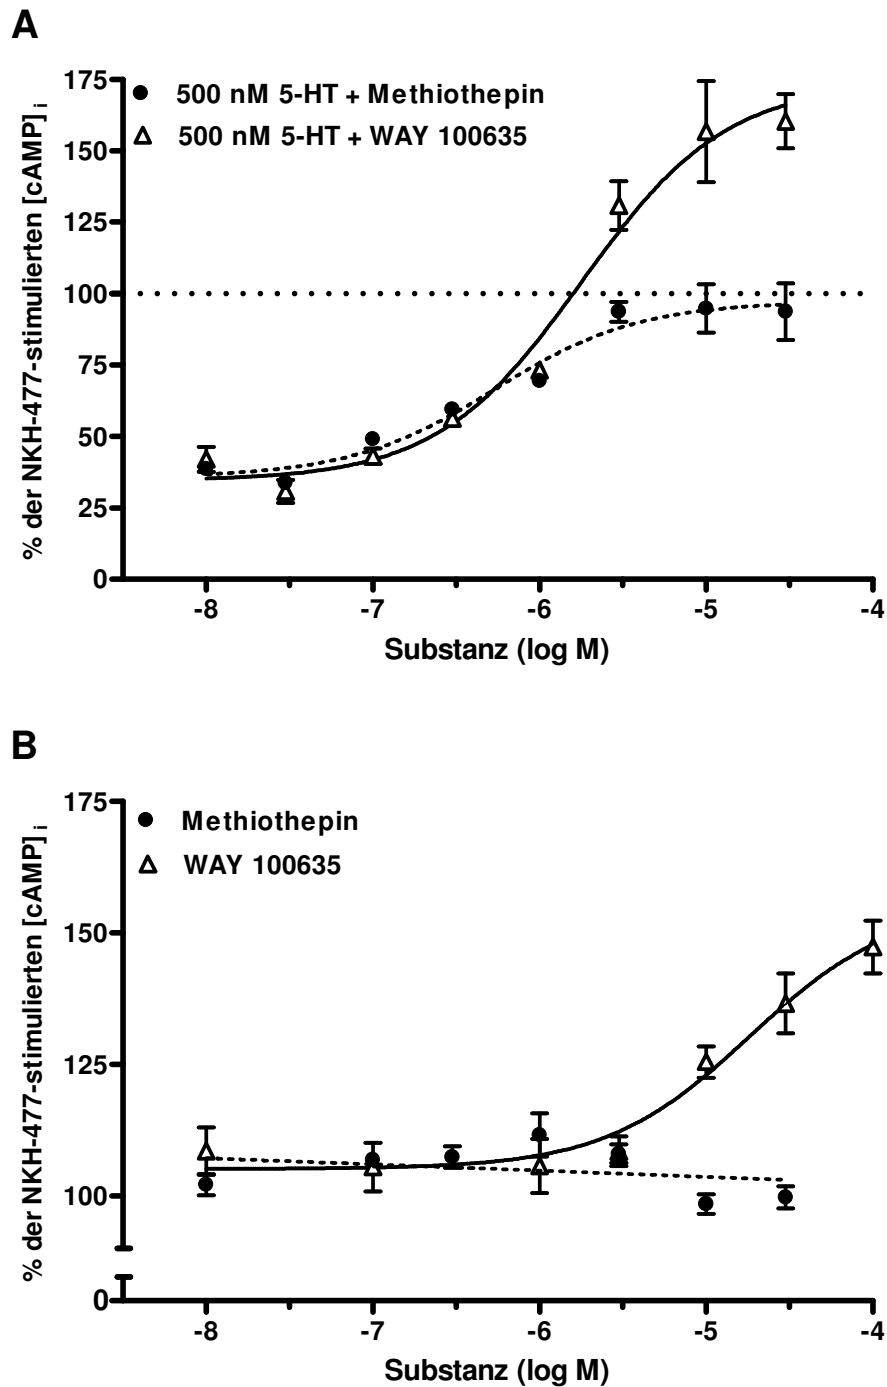 A
% der NKH-477-stimulierten [cAMP]i
175
150
125
100
75
50
25
0
500 nM 5-HT + Methiothepin
500 nM 5-HT + WAY 100635
-8 -7 -6 -5 -4
Substanz (log M)
B
% der NKH-477-stimulierten [cAMP]i
175
150
125
100
0
Methiothepin
WAY 100635
-8 -7 -6 -5 -4
Substanz (log M)